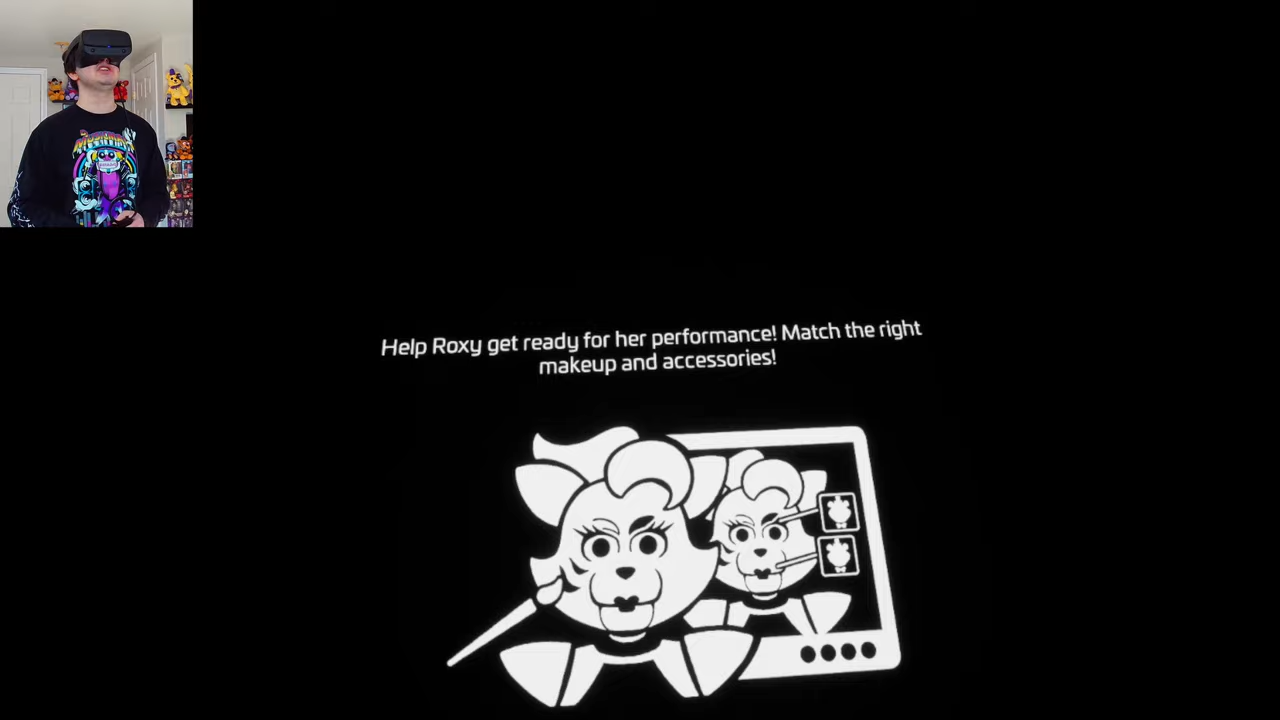 Help Roxy get ready for her performance! Match the right
makeup and accessories!